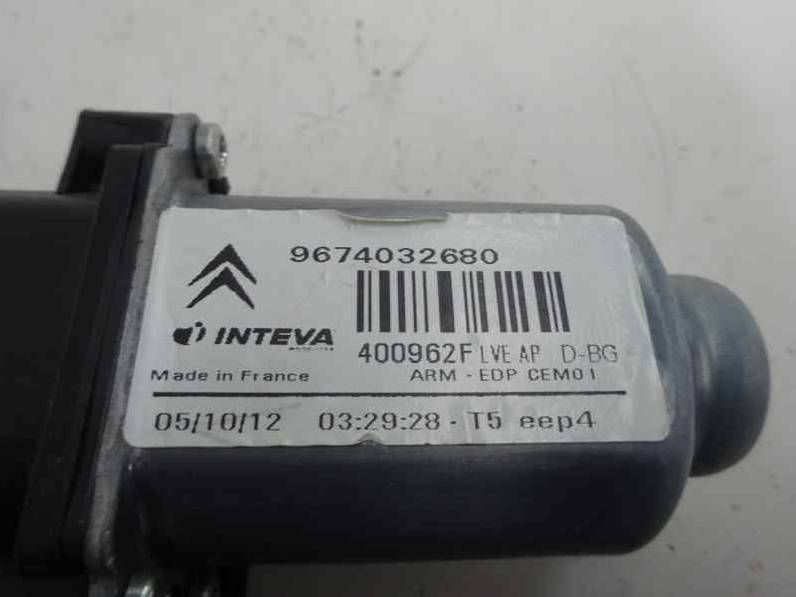 9674032680
INTEVA
400962F LVE AP D-BG
Made in France
ARM - EDP CEM01
05/10/12 03:29:28 - T5 eep4